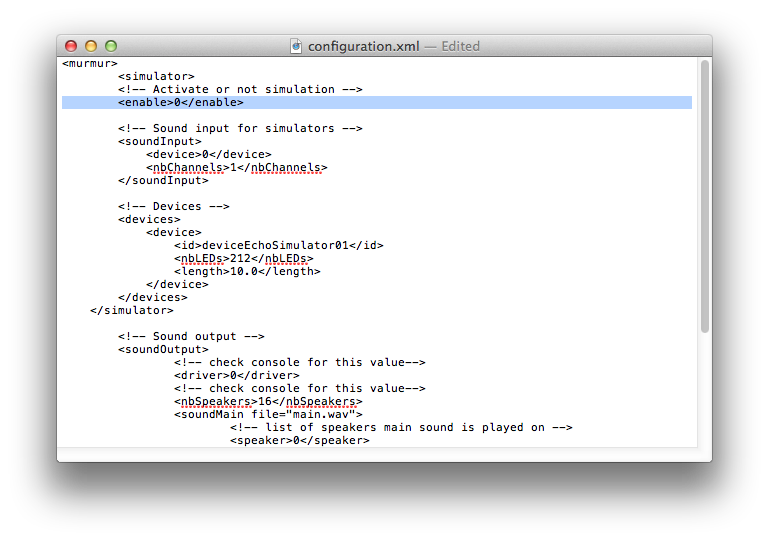 configuration.xml — Edited
<murmur>
<simulator>
<!-- Activate or not simulation -->
<enable>0</enable>
<!-- Sound input for simulators -->
<soundInput>
<device>0</device>
<nbChannels>1</nbChannels>
</soundInput>
<!-- Devices -->
<devices>
<device>
<id>deviceEchoSimulator01</id>
<nbLEDs>212</nbLEDs>
<length>10.0</length>
</device>
</devices>
</simulator>
<!-- Sound output -->
<soundOutput>
<!-- check console for this value-->
<driver>0</driver>
<!-- check console for this value-->
<nbSpeakers>16</nbSpeakers>
<soundMain file="main.wav">
<!-- list of speakers main sound is played on -->
<speaker>0</speaker>